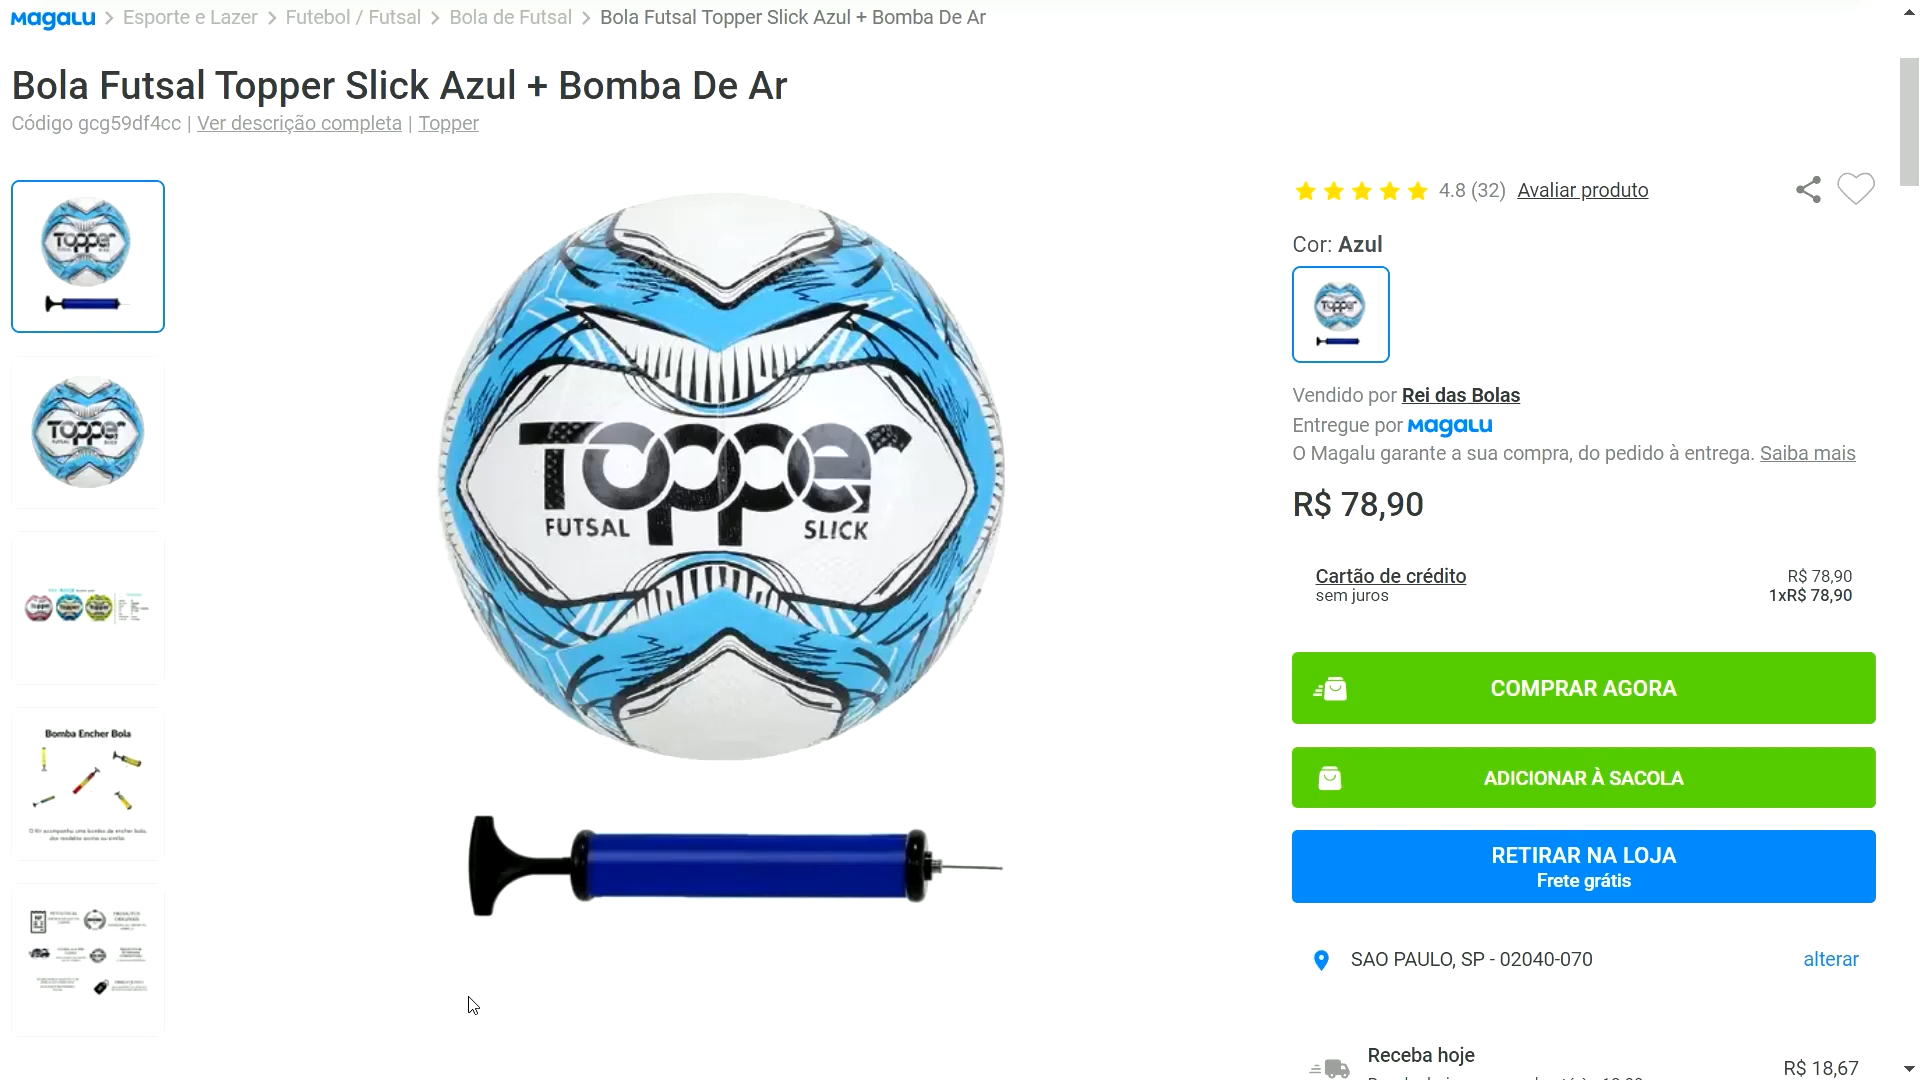 Magalu > Esporte e Lazer > Futebol / Futsal > Bola de Futsal > Bola Futsal Topper Slick Azul + Bomba De Ar
Bola Futsal Topper Slick Azul + Bomba De Ar
Código gcg59df4cc | Ver descrição completa | Topper
Topper
FUTSAL SLICK
Bomba Encher Bola
4.8 (32) Avaliar produto
Cor: Azul
Vendido por Rei das Bolas
Entregue por Magalu
O Magalu garante a sua compra, do pedido à entrega. Saiba mais
R$ 78,90
Cartão de crédito R$ 78,90
sem juros 1xR$ 78,90
COMPRAR AGORA
ADICIONAR À SACOLA
RETIRAR NA LOJA
Frete grátis
SAO PAULO, SP - 02040-070 alterar
Receba hoje
R$ 18,67